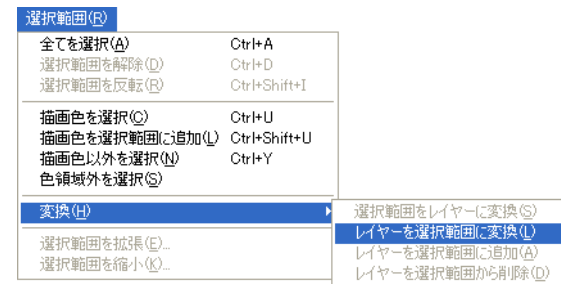 選択範囲(R)
全てを選択(A) Ctrl+A
選択範囲を解除(D) Ctrl+D
選択範囲を反転(R) Ctrl+Shift+I
描画色を選択(C) Ctrl+U
描画色を選択範囲に追加(L) Ctrl+Shift+U
描画色以外を選択(N) Ctrl+Y
色領域外を選択(S)
変換(H)
選択範囲を拡張(E)...
選択範囲を縮小(K)...
選択範囲をレイヤーに変換(S)
レイヤーを選択範囲に変換(L)
レイヤーを選択範囲に追加(A)
レイヤーを選択範囲から削除(D)